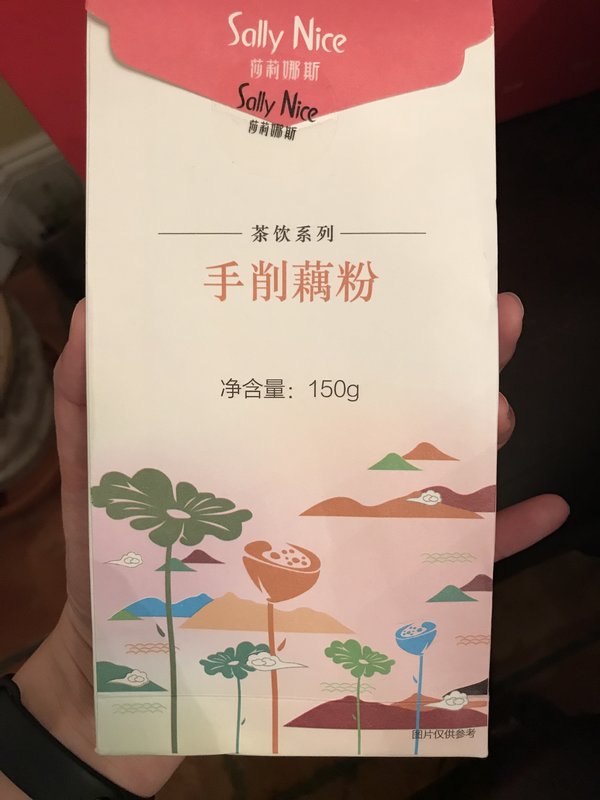 Sally Nice
莎莉娜斯
Sally Nice
莎莉娜斯
茶饮系列
手削藕粉
净含量：150g
图片仅供参考